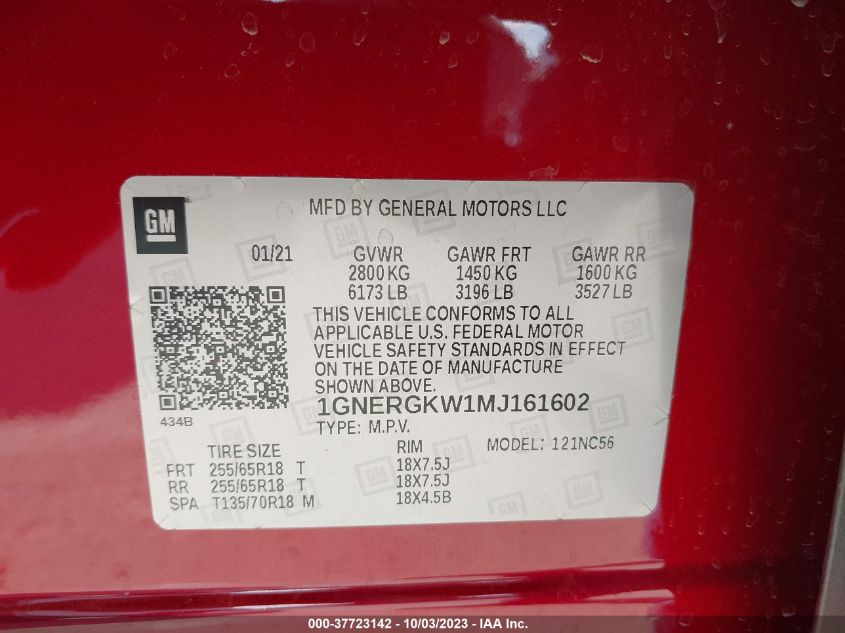 GM
MFD BY GENERAL MOTORS LLC
01/21 GVWR GAWR FRT GAWR RR
2800 KG 1450 KG 1600 KG
6173 LB 3196 LB 3527 LB
THIS VEHICLE CONFORMS TO ALL
APPLICABLE U.S. FEDERAL MOTOR
VEHICLE SAFETY STANDARDS IN EFFECT
ON THE DATE OF MANUFACTURE
SHOWN ABOVE.
434B
1GNERGKW1MJ161602
TYPE: M.P.V.
TIRE SIZE RIM MODEL: 121NC56
FRT 255/65R18 T 18X7.5J
RR 255/65R18 T 18X7.5J
SPA T135/70R18 M 18X4.5B
000-37723142 - 10/03/2023 - IAA Inc.